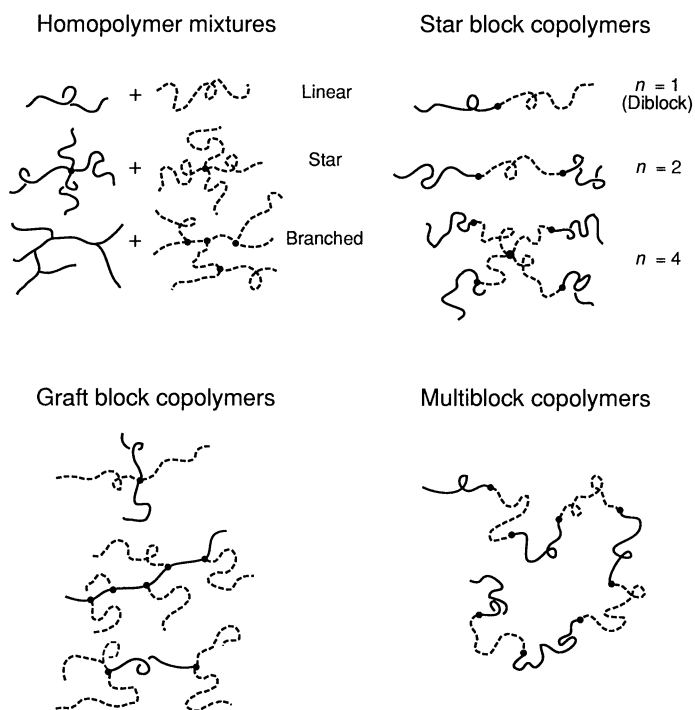 Homopolymer mixtures
+
Linear
+
Star
+
Branched
Star block copolymers
n = 1
(Diblock)
n = 2
n = 4
Graft block copolymers
Multiblock copolymers